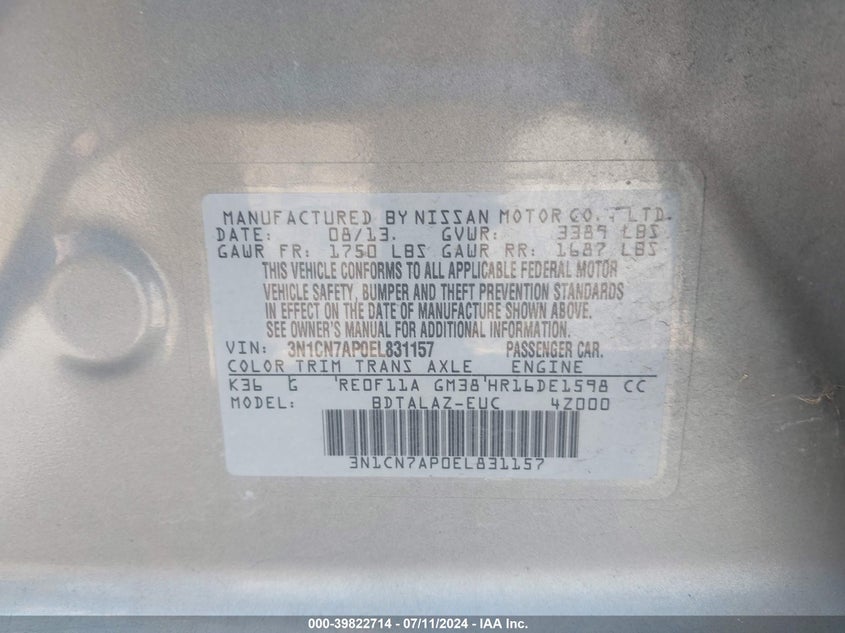 MANUFACTURED BY NISSAN MOTOR CO., LTD.
DATE: 08/13. GVWR: 3389 LBS
GAWR FR: 1750 LBS GAWR RR: 1687 LBS
THIS VEHICLE CONFORMS TO ALL APPLICABLE FEDERAL MOTOR
VEHICLE SAFETY, BUMPER AND THEFT PREVENTION STANDARDS
IN EFFECT ON THE DATE OF MANUFACTURE SHOWN ABOVE.
SEE OWNER'S MANUAL FOR ADDITIONAL INFORMATION.
VIN: 3N1CN7AP0EL831157 PASSENGER CAR.
COLOR TRIM TRANS AXLE ENGINE
K36 G RE0F11A GM38 HR16DE1598 CC
MODEL: BDTALAZ-EUC 4Z000
3N1CN7AP0EL831157
000-39822714 - 07/11/2024 - IAA Inc.